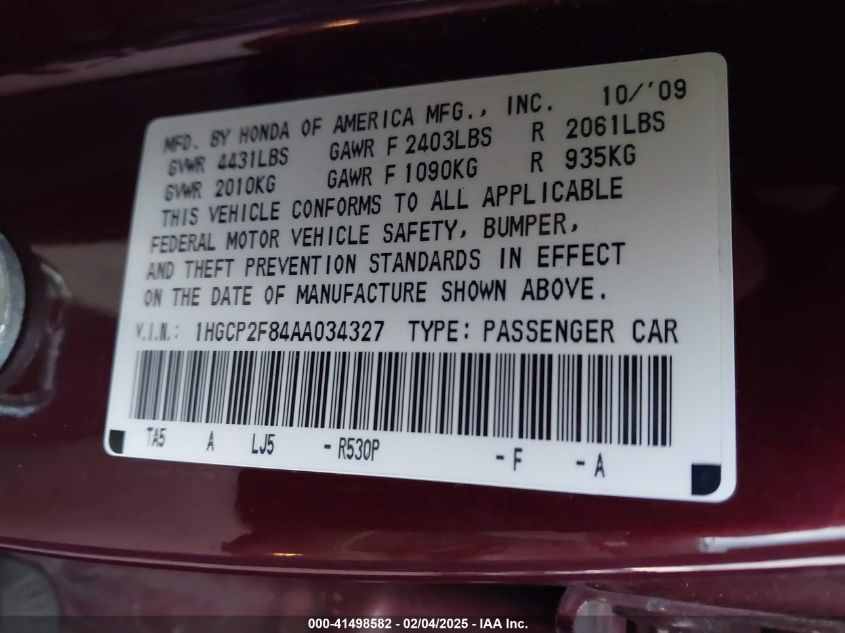 MFD. BY HONDA OF AMERICA MFG., INC. 10/'09
GVWR 4431LBS GAWR F 2403LBS R 2061LBS
GVWR 2010KG GAWR F 1090KG R 935KG
THIS VEHICLE CONFORMS TO ALL APPLICABLE
FEDERAL MOTOR VEHICLE SAFETY, BUMPER,
AND THEFT PREVENTION STANDARDS IN EFFECT
ON THE DATE OF MANUFACTURE SHOWN ABOVE.
V.I.N.: 1HGCP2F84AA034327 TYPE: PASSENGER CAR
TA5 A LJ5 -R530P -F -A
000-41498582 - 02/04/2025 - IAA Inc.